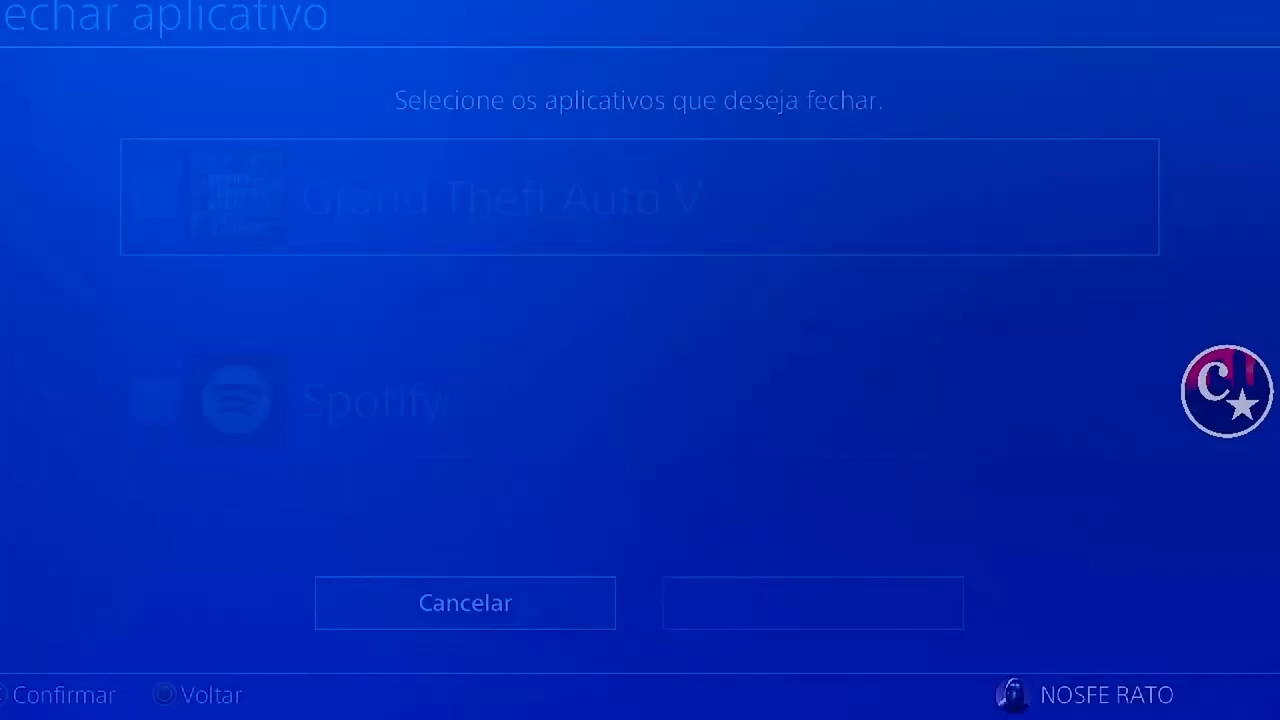 echar aplicativo
Selecione os aplicativos que deseja fechar.
Grand Theft Auto V
Spotify
Cancelar
Confirmar
Voltar
NOSFE RATO
C